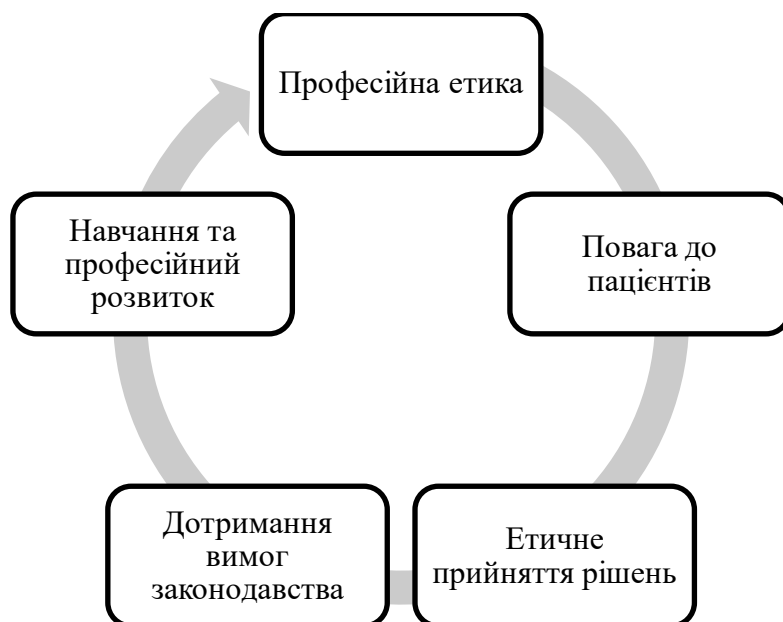 Професійна етика
Повага до
пацієнтів
Етичне
прийняття рішень
Дотримання
вимог
законодавства
Навчання та
професійний
розвиток